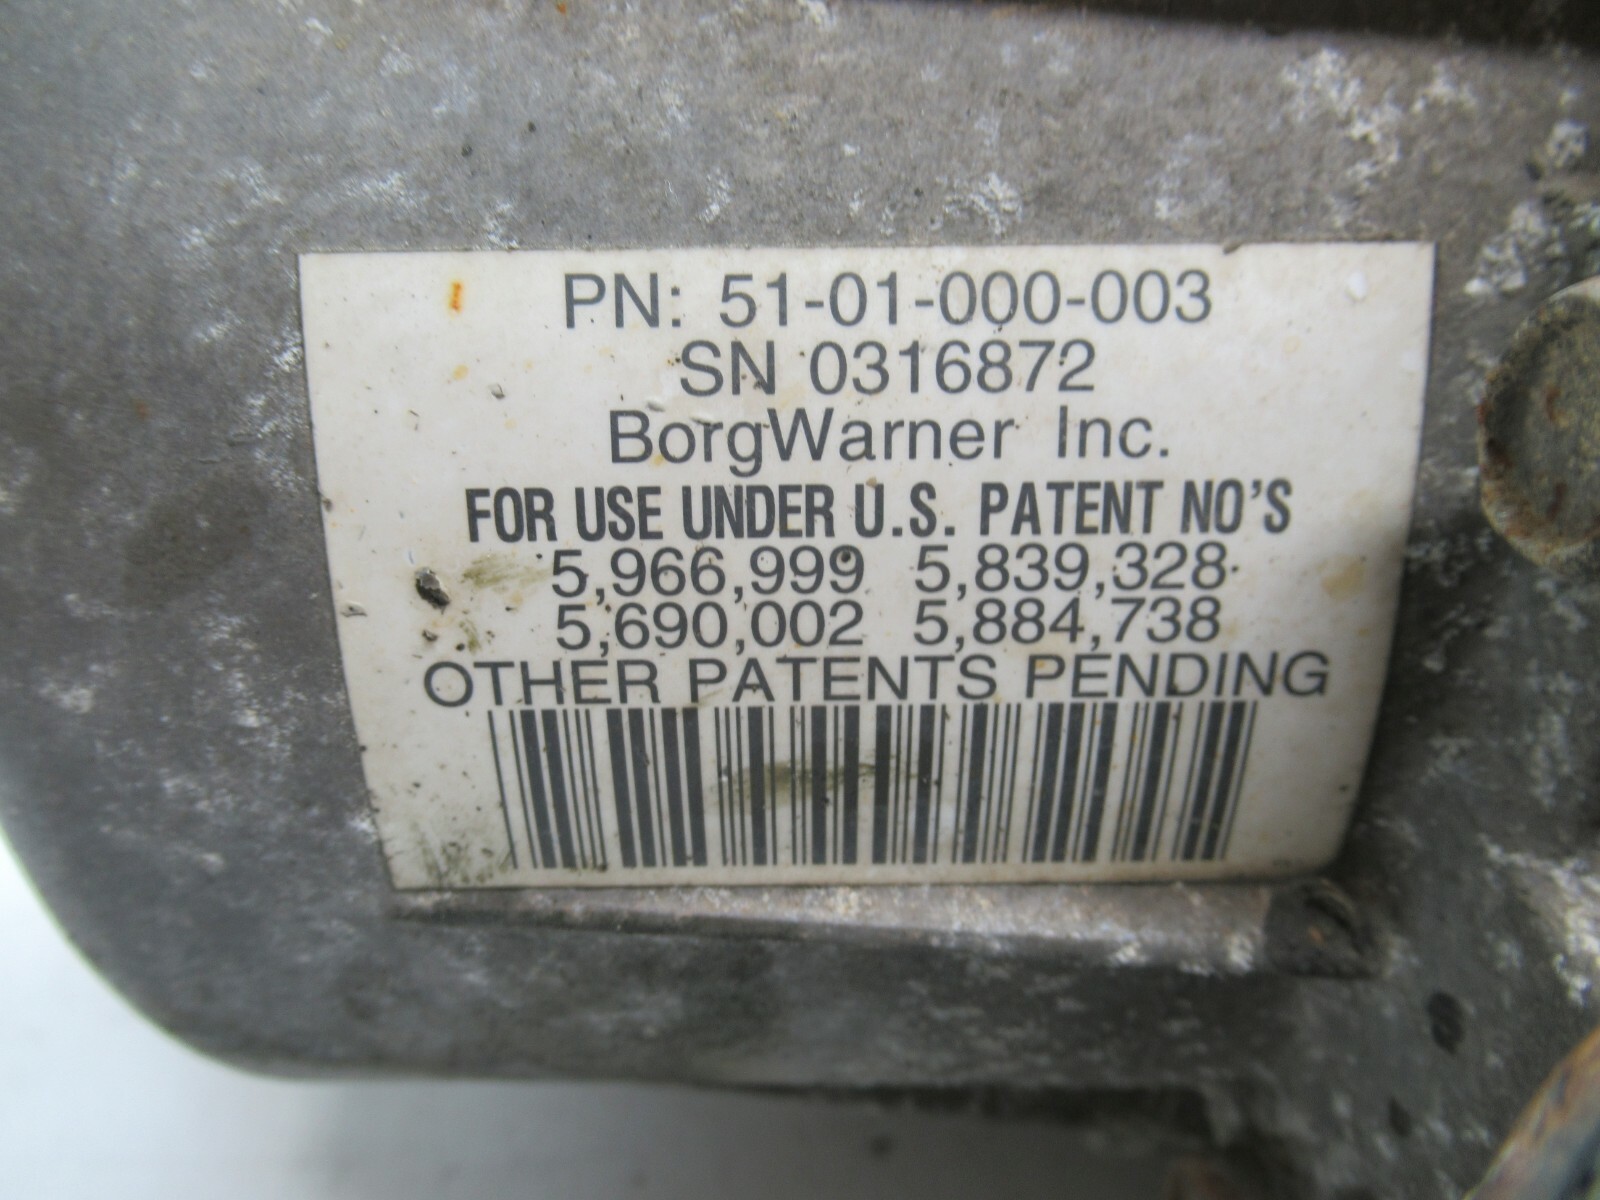 PN: 51-01-000-003
SN 0316872
BorgWarner Inc.
FOR USE UNDER U.S. PATENT NO'S
5,966,999 5,839,328
5,690,002 5,884,738
OTHER PATENTS PENDING